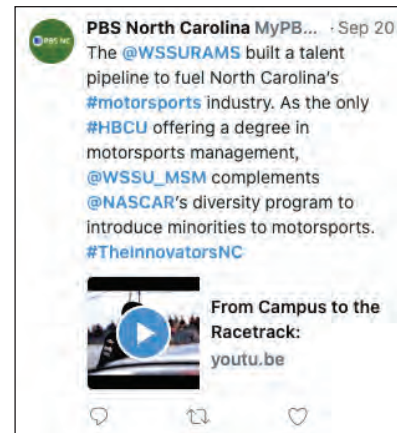 PBS NC
PBS North Carolina MyPB... · Sep 20
The @WSSURAMS built a talent
pipeline to fuel North Carolina's
#motorsports industry. As the only
#HBCU offering a degree in
motorsports management,
@WSSU_MSM complements
@NASCAR's diversity program to
introduce minorities to motorsports.
#TheInnovatorsNC
From Campus to the
Racetrack:
youtu.be